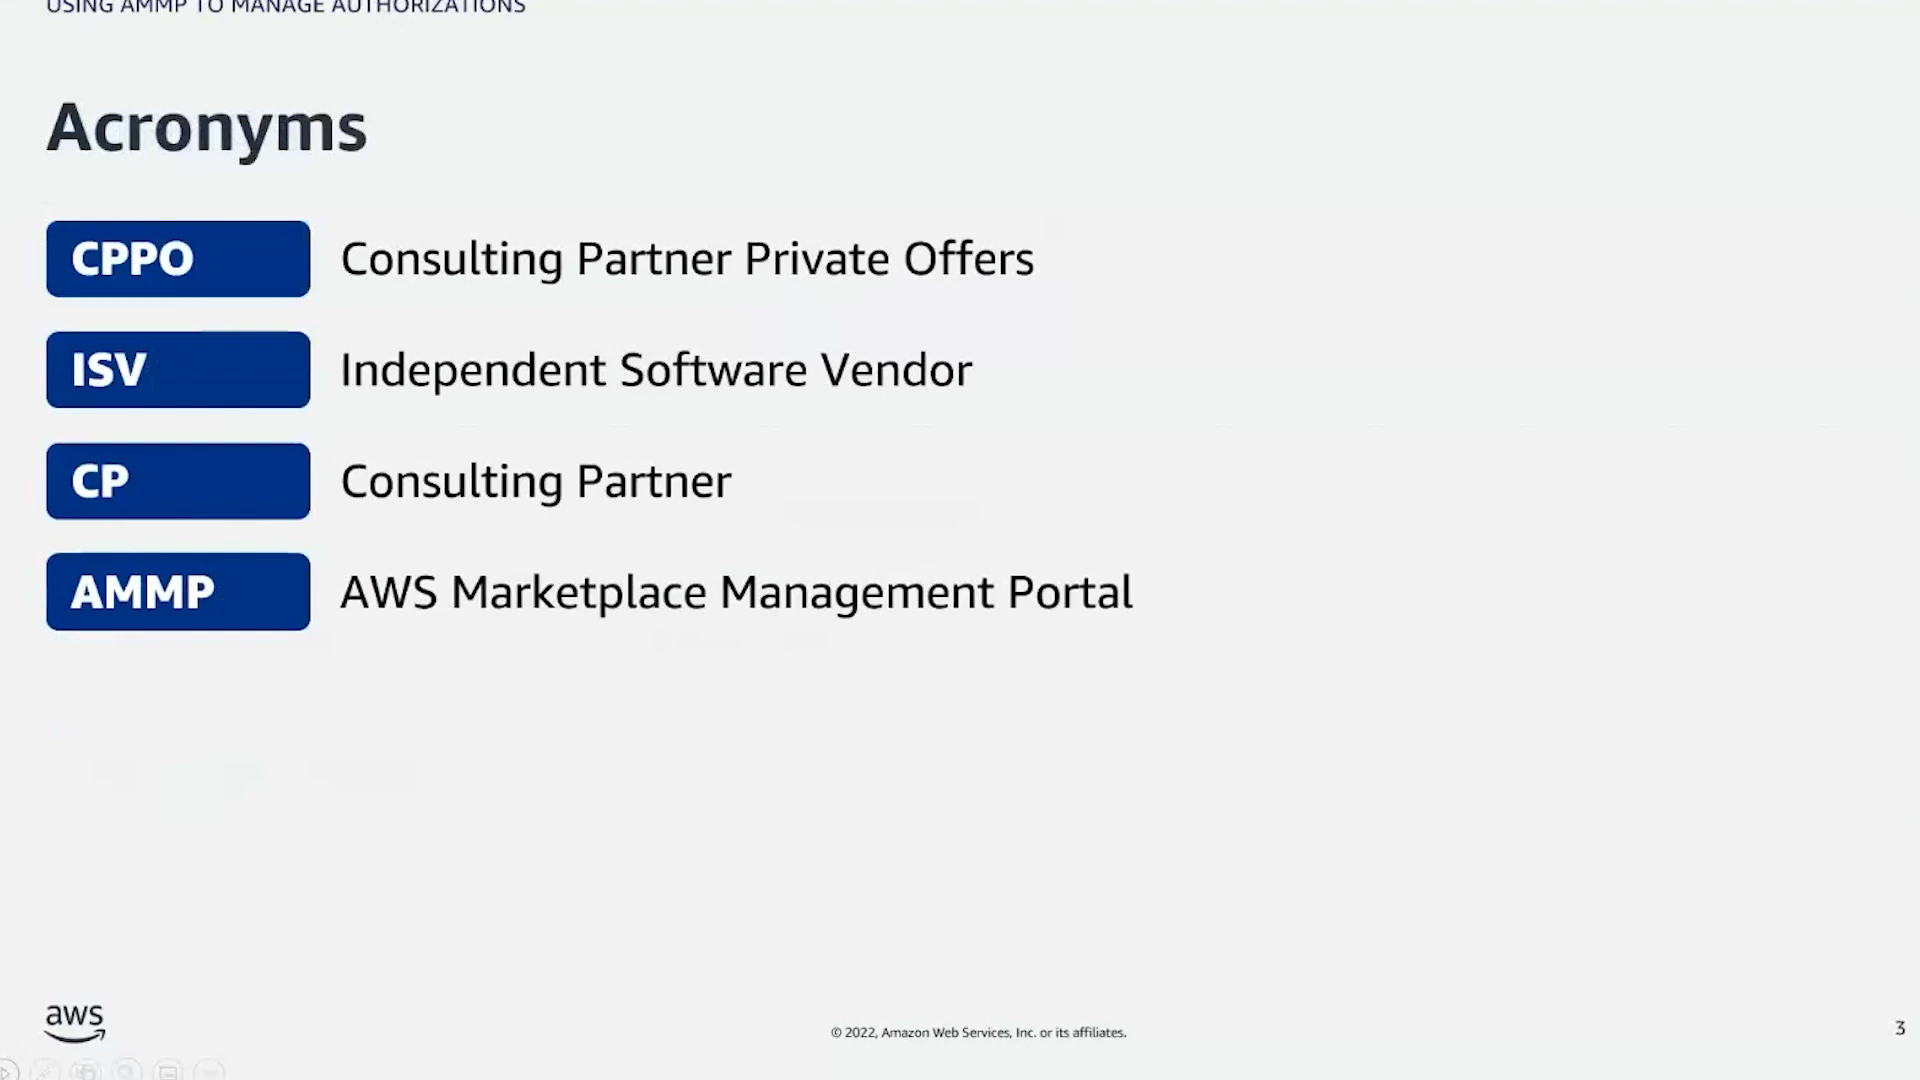 USING AMMP TO MANAGE AUTHORIZATIONS
Acronyms
CPPO Consulting Partner Private Offers
ISV Independent Software Vendor
CP Consulting Partner
AMMP AWS Marketplace Management Portal
aws
© 2022, Amazon Web Services, Inc. or its affiliates.
3